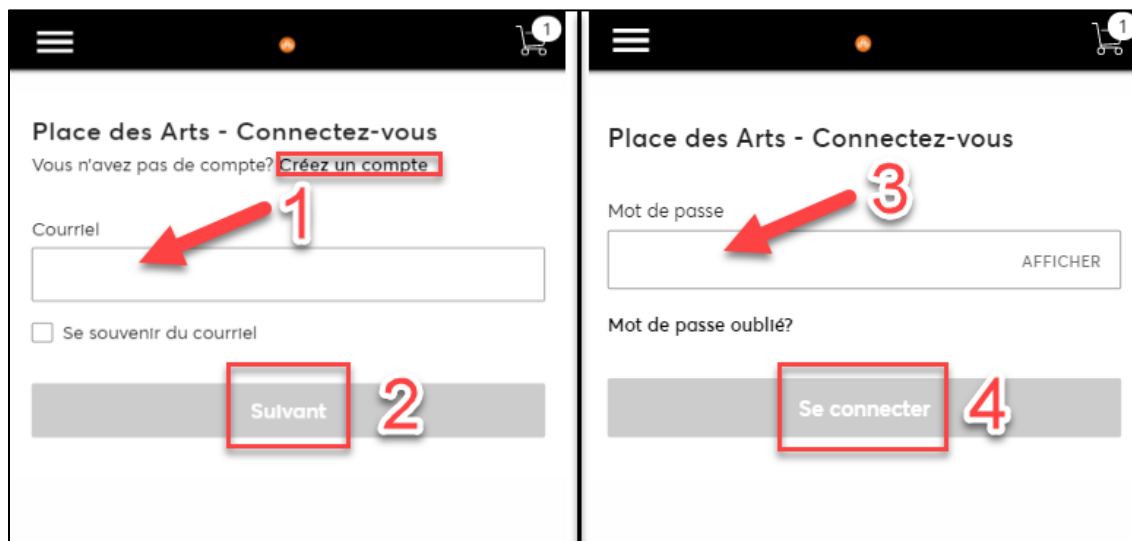 1
Place des Arts - Connectez-vous
Vous n'avez pas de compte? Créez un compte
1
Courriel
Se souvenir du courriel
Suivant
2
1
Place des Arts - Connectez-vous
3
Mot de passe
AFFICHER
Mot de passe oublié?
Se connecter
4